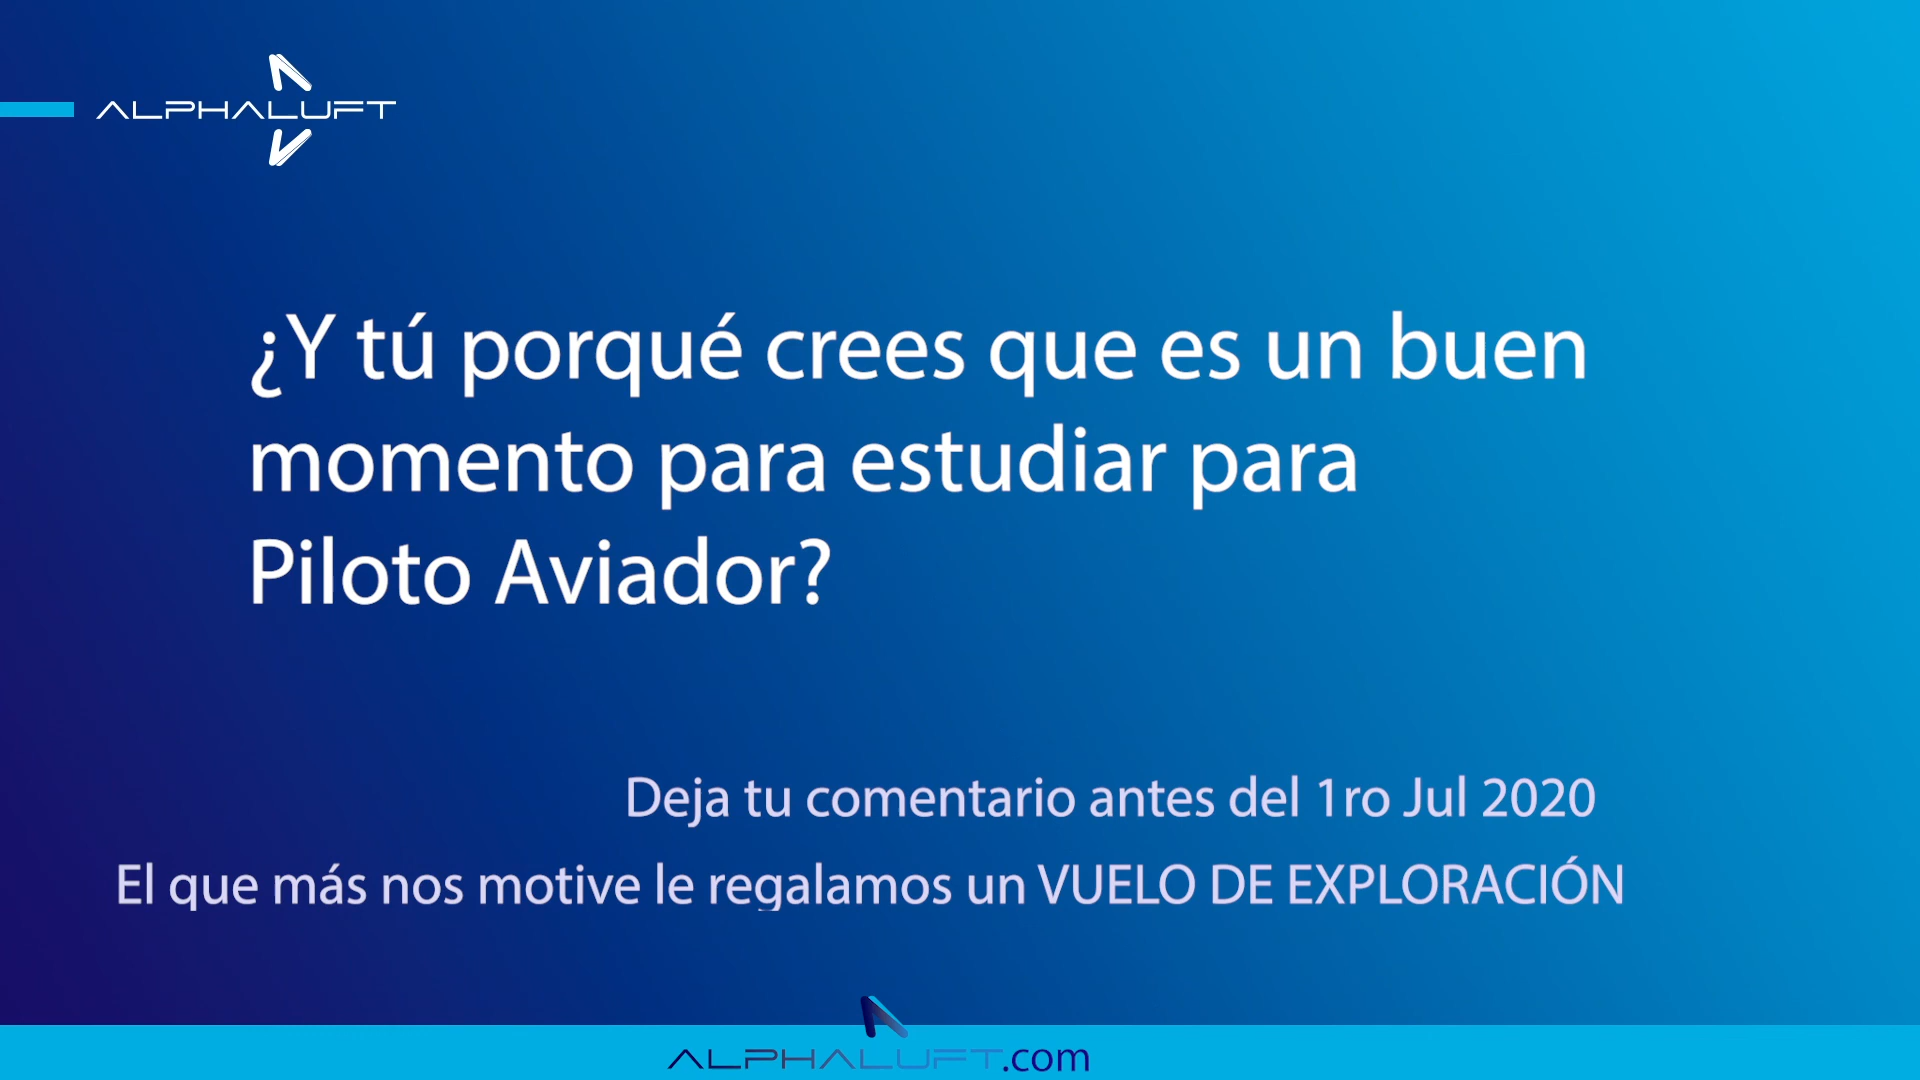 ALPHALUFT
¿Y tú porqué crees que es un buen
momento para estudiar para
Piloto Aviador?
Deja tu comentario antes del 1ro Jul 2020
El que más nos motive le regalamos un VUELO DE EXPLORACIÓN
ALPHALUFT.com